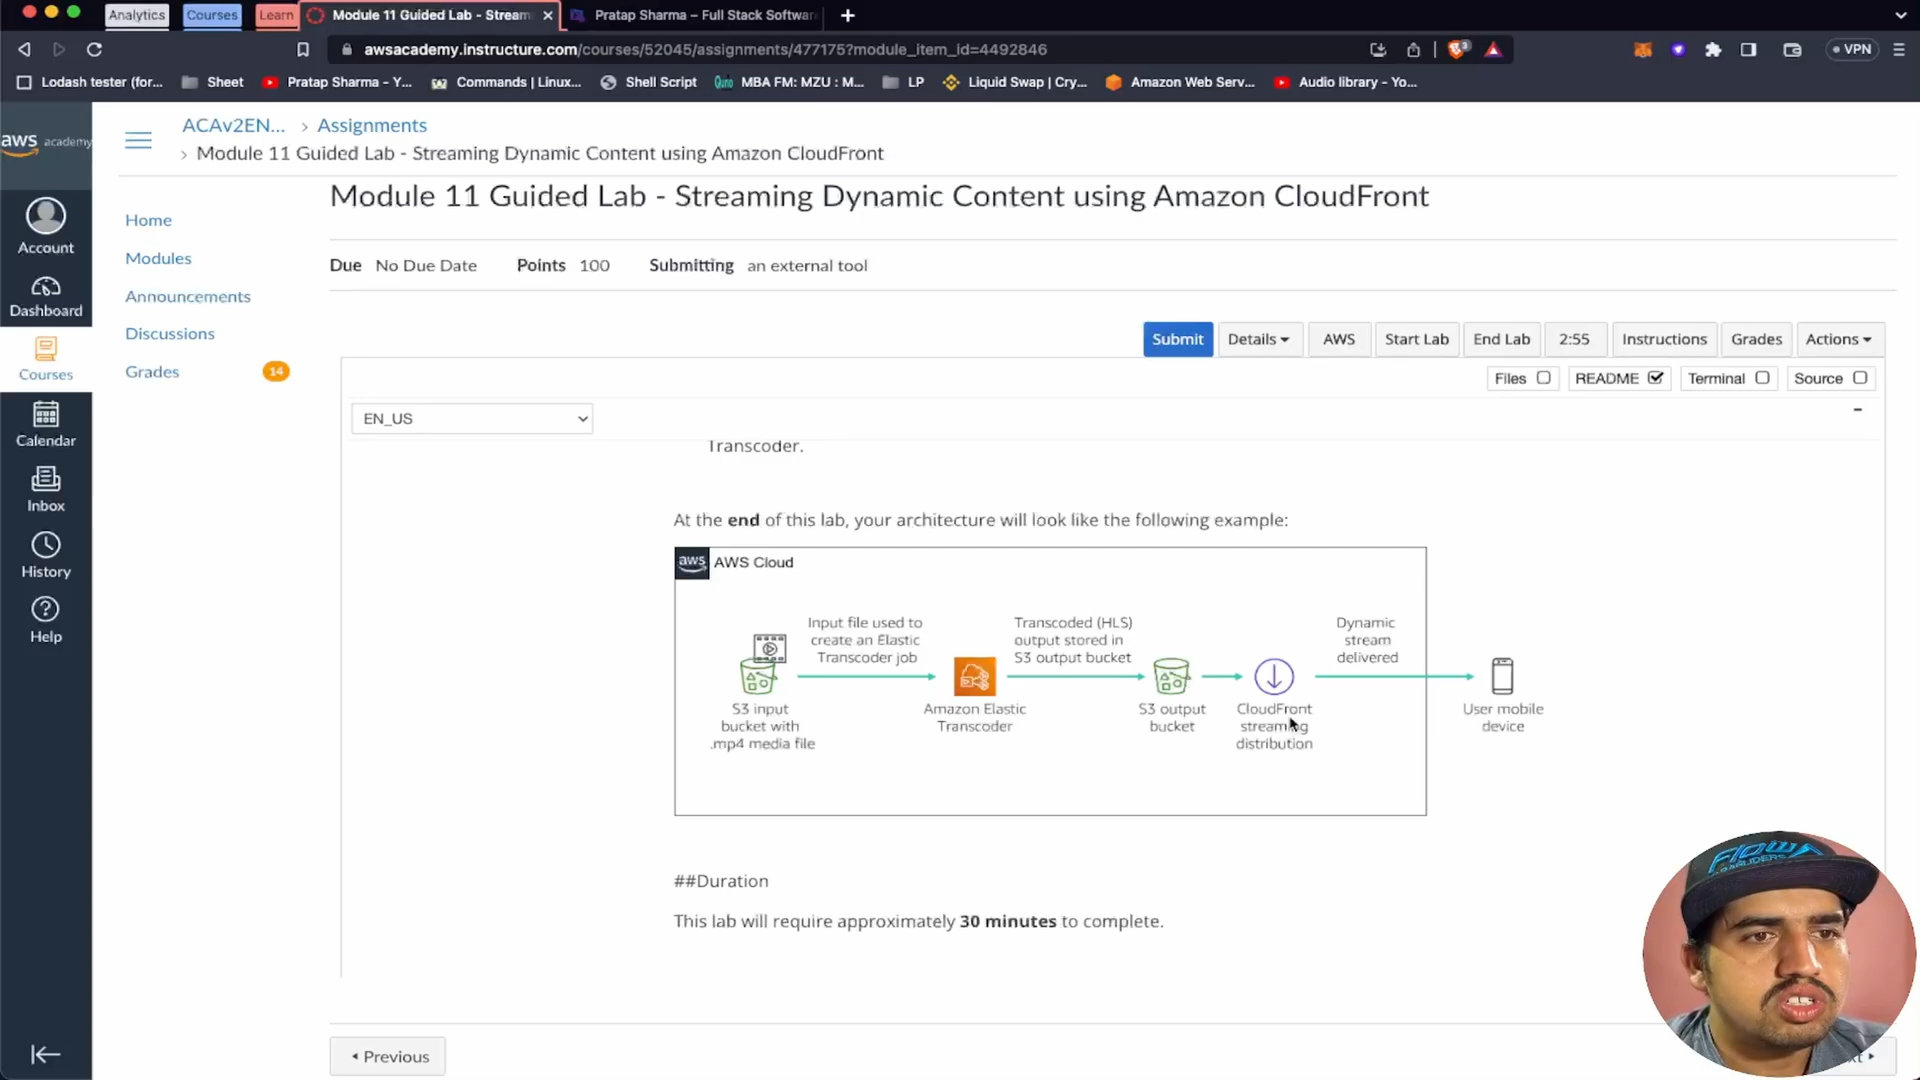 Analytics
Courses
Learn
Module 11 Guided Lab - Stream
Pratap Sharma – Full Stack Softwar
awsacademy.instructure.com/courses/52045/assignments/477175?module_item_id=4492846
VPN
Lodash tester (for...
Sheet
Pratap Sharma - Y...
Commands | Linux...
Shell Script
MBA FM: MZU : M...
LP
Liquid Swap | Cry...
Amazon Web Serv...
Audio library - Yo...
aws academy
ACAv2EN... › Assignments
› Module 11 Guided Lab - Streaming Dynamic Content using Amazon CloudFront
Account
Dashboard
Courses
Calendar
Inbox
History
Help
Home
Modules
Announcements
Discussions
Grades 14
Module 11 Guided Lab - Streaming Dynamic Content using Amazon CloudFront
Due No Due Date Points 100 Submitting an external tool
Submit Details AWS Start Lab End Lab 2:55 Instructions Grades Actions
Files README Terminal Source
EN_US
Transcoder.
At the end of this lab, your architecture will look like the following example:
aws AWS Cloud
Input file used to
create an Elastic
Transcoder job
Transcoded (HLS)
output stored in
S3 output bucket
Dynamic
stream
delivered
S3 input
bucket with
.mp4 media file
Amazon Elastic
Transcoder
S3 output
bucket
CloudFront
streaming
distribution
User mobile
device
##Duration
This lab will require approximately 30 minutes to complete.
Previous